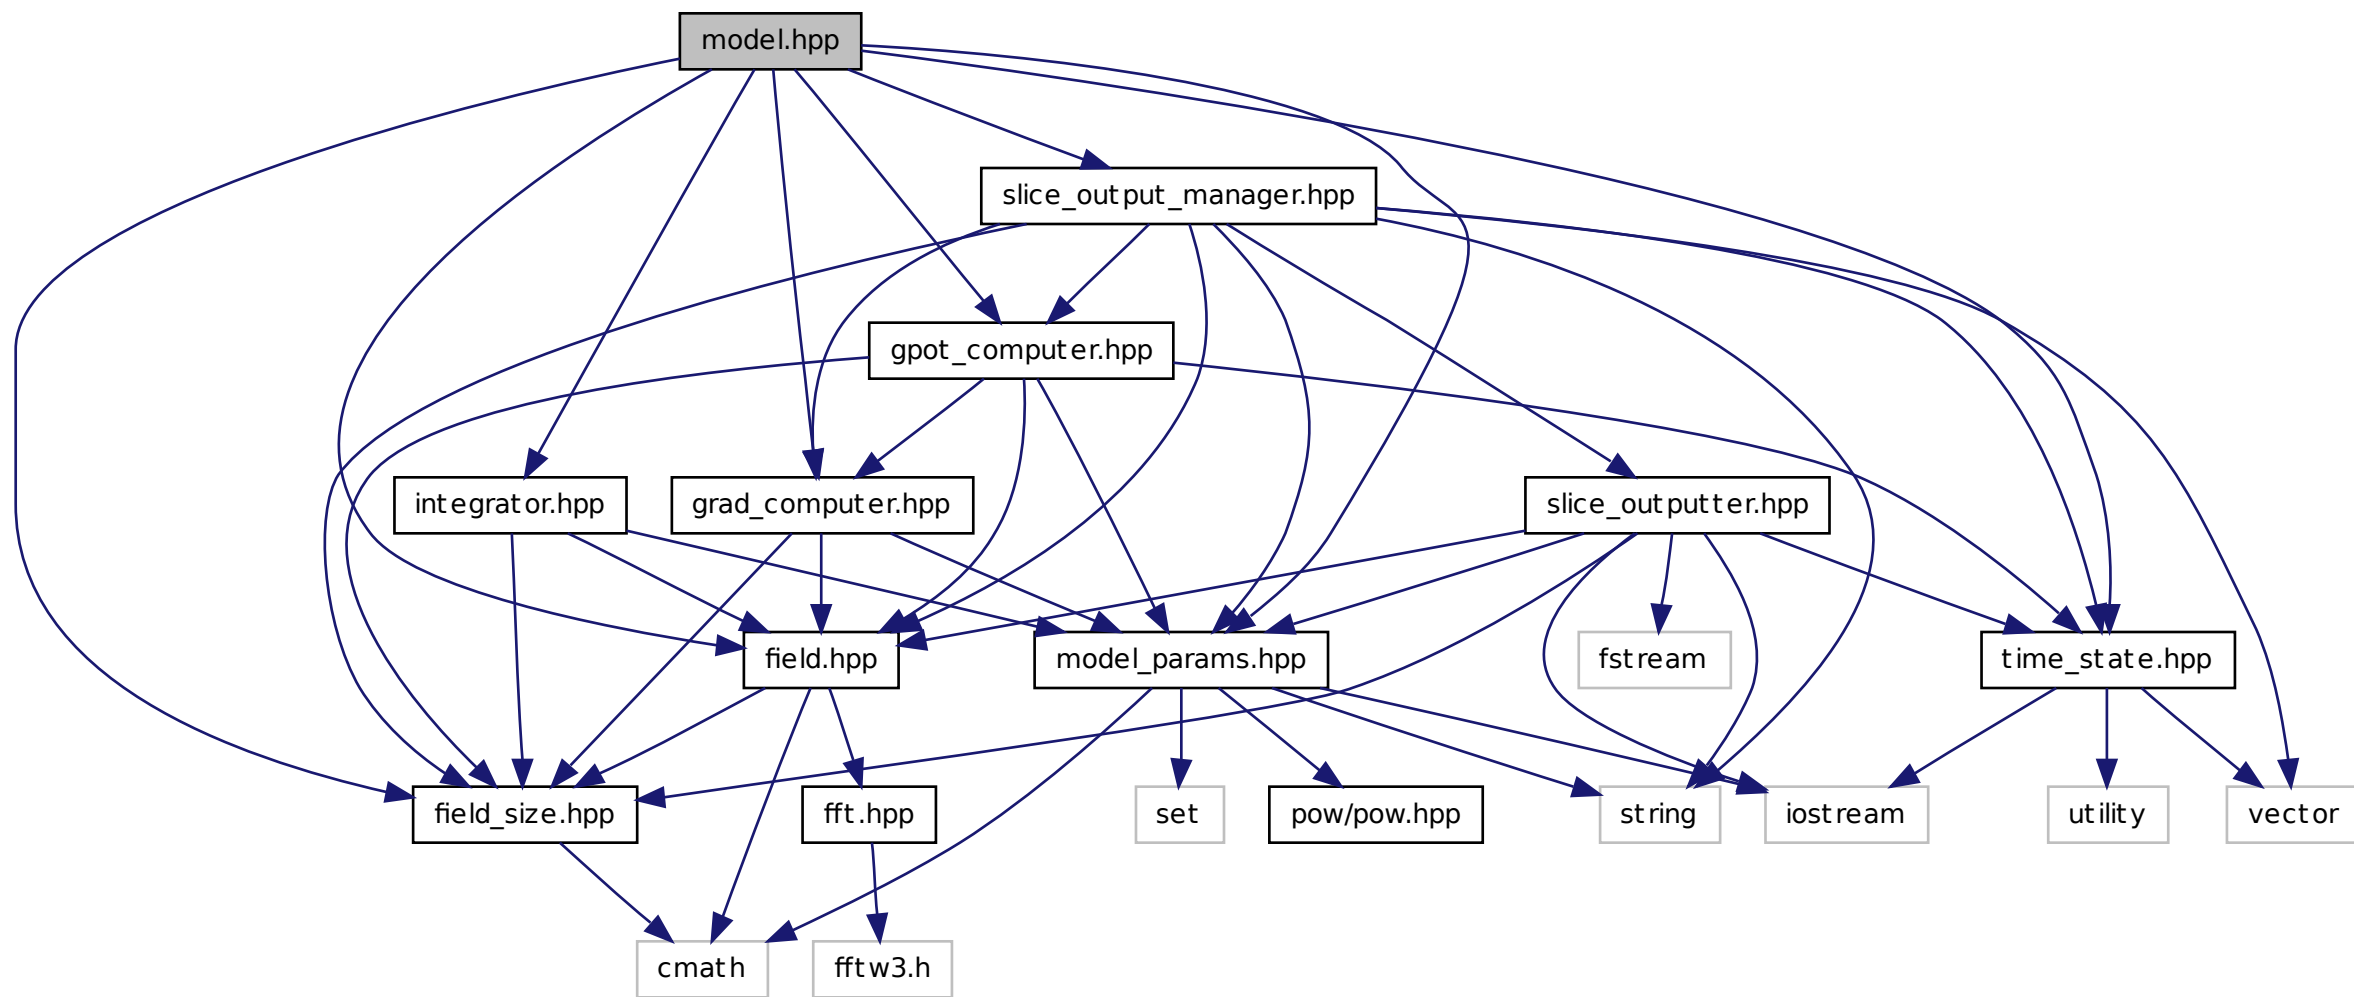 model.hpp
slice_output_manager.hpp
gpot_computer.hpp
integrator.hpp
grad_computer.hpp
slice_outputter.hpp
field.hpp
model_params.hpp
fstream
time_state.hpp
field_size.hpp
fft.hpp
set
pow/pow.hpp
string
iostream
utility
vector
cmath
fftw3.h